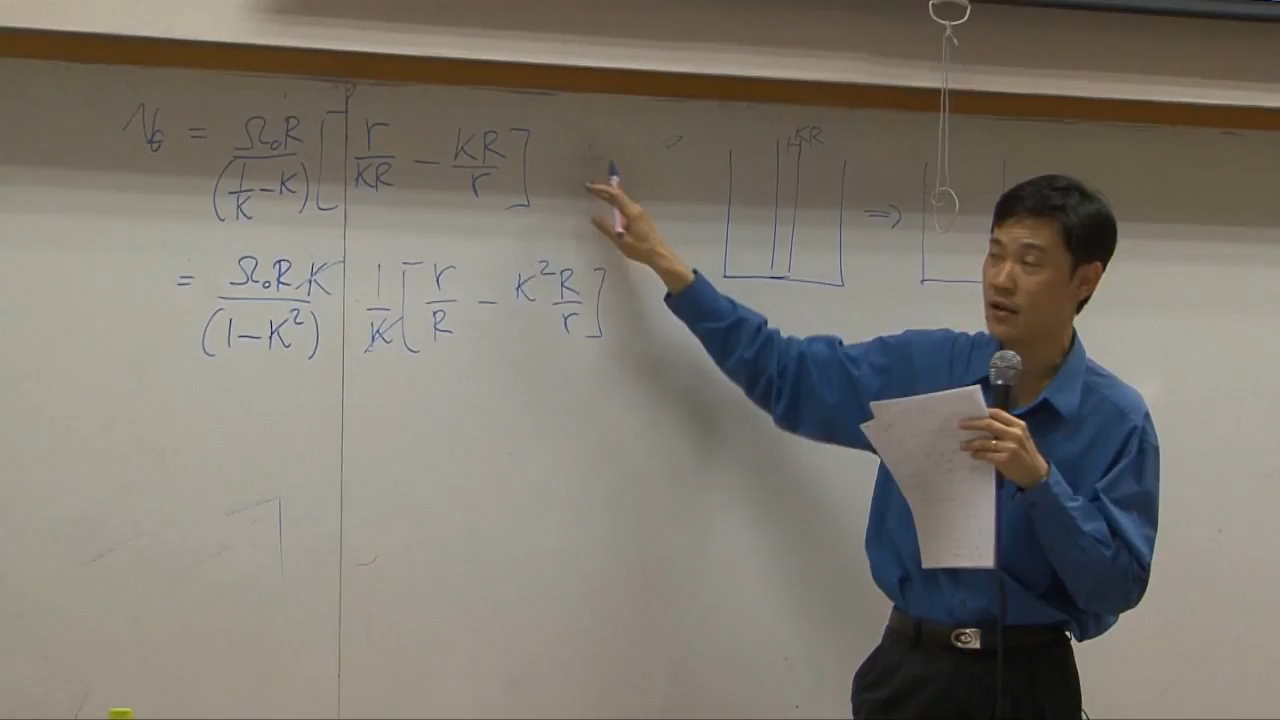 V_θ = Ω₀R/(1/K − K) [ r/KR − KR/r ]
= Ω₀RK/(1−K²) 1/K [ r/R − K²R/r ]
KR
⇒